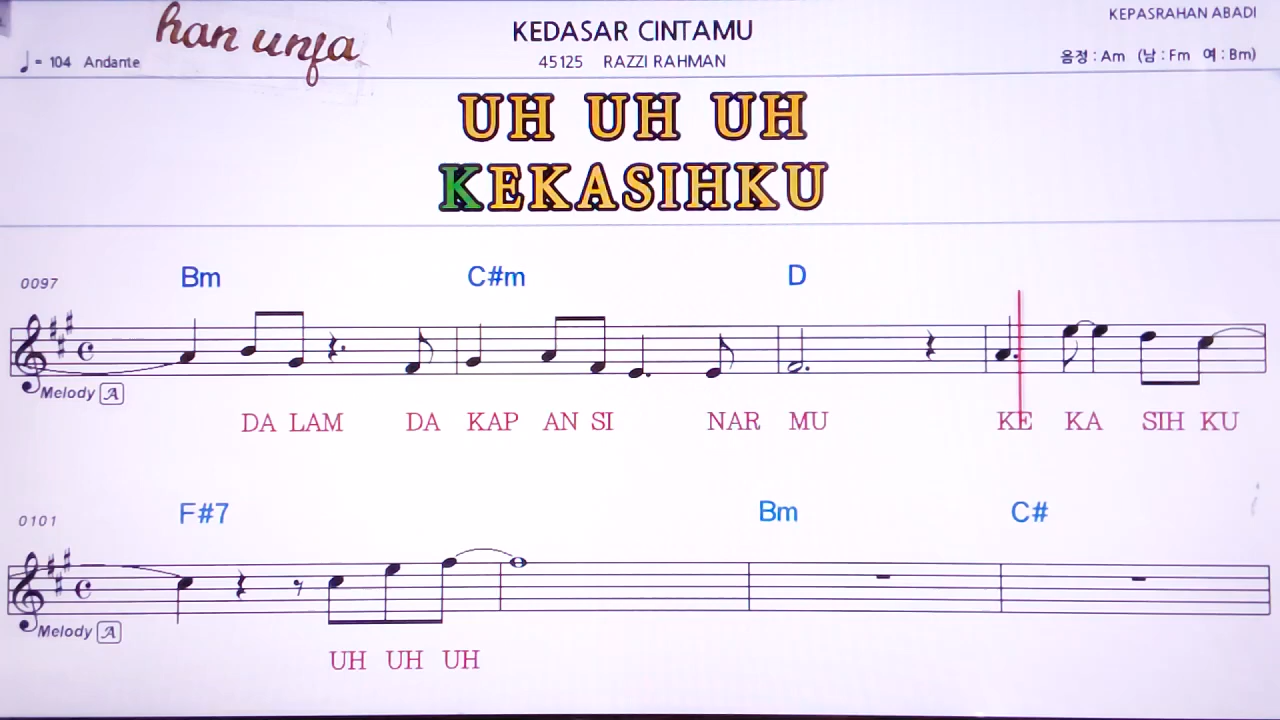 han unfa
KEDASAR CINTAMU
KEPASRAHAN ABADI
= 104 Andante
45125 RAZZI RAHMAN
음정 : Am (남 : Fm 여 : Bm)
UH UH UH
KEKASIHKU
0097
Bm C#m D
Melody A
DA LAM DA KAP AN SI NAR MU KE KA SIH KU
0101
F#7 Bm C#
Melody A
UH UH UH